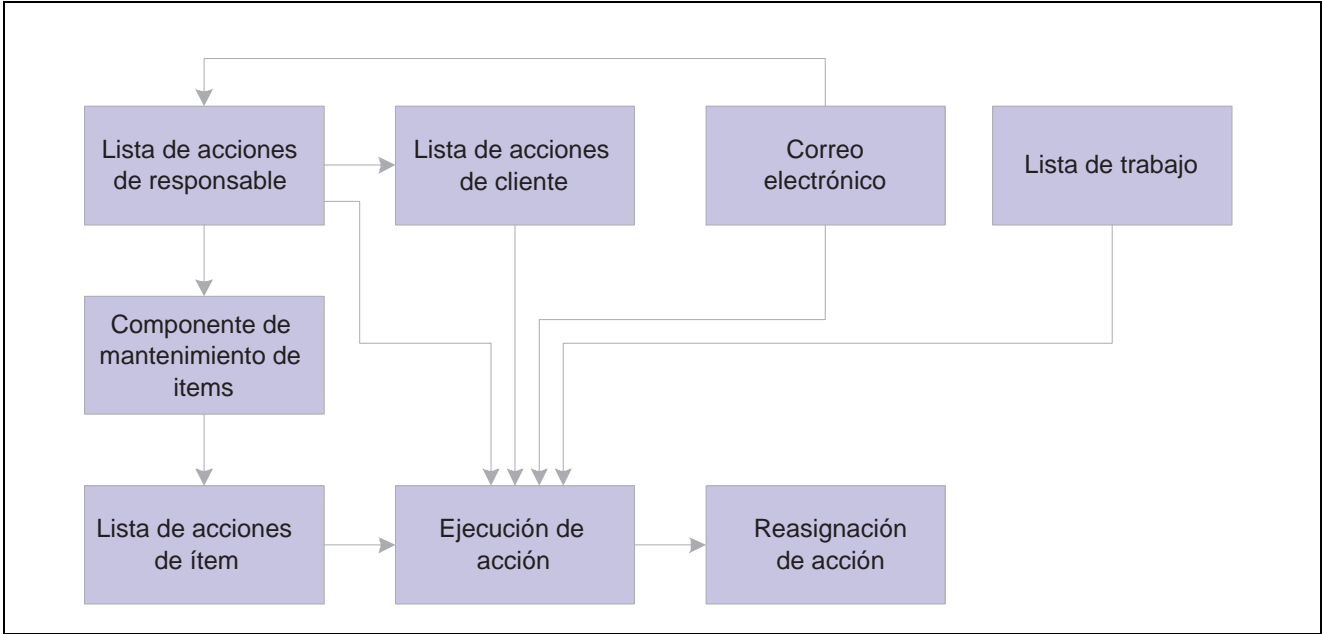 Lista de acciones
de responsable
Lista de acciones
de cliente
Correo
electrónico
Lista de trabajo
Componente de
mantenimiento de
items
Lista de acciones
de ítem
Ejecución de
acción
Reasignación
de acción